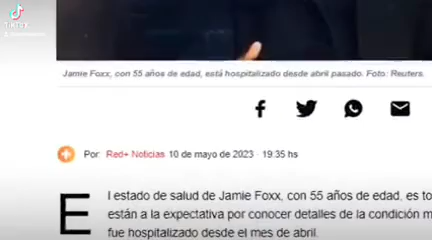 TikTok
Jamie Foxx, con 55 años de edad, está hospitalizado desde abril pasado. Foto: Reuters.
Por: Red+ Noticias 10 de mayo de 2023 19:35 hs
El estado de salud de Jamie Foxx, con 55 años de edad, es to
están a la expectativa por conocer detalles de la condición m
fue hospitalizado desde el mes de abril.